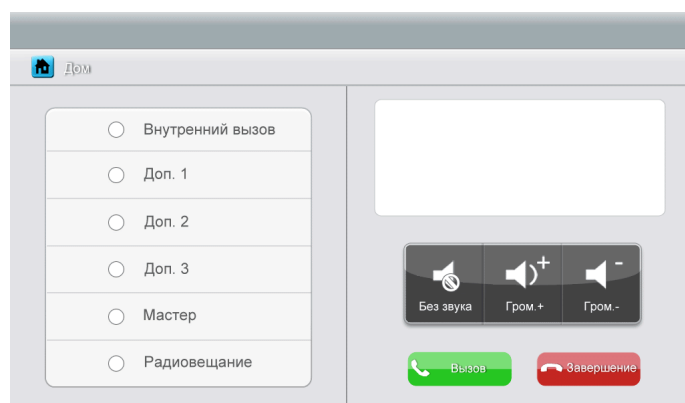 Дом
Внутренний вызов
Доп. 1
Доп. 2
Доп. 3
Мастер
Радиовещание
Без звука
Гром.+
Гром.-
Вызов
Завершение